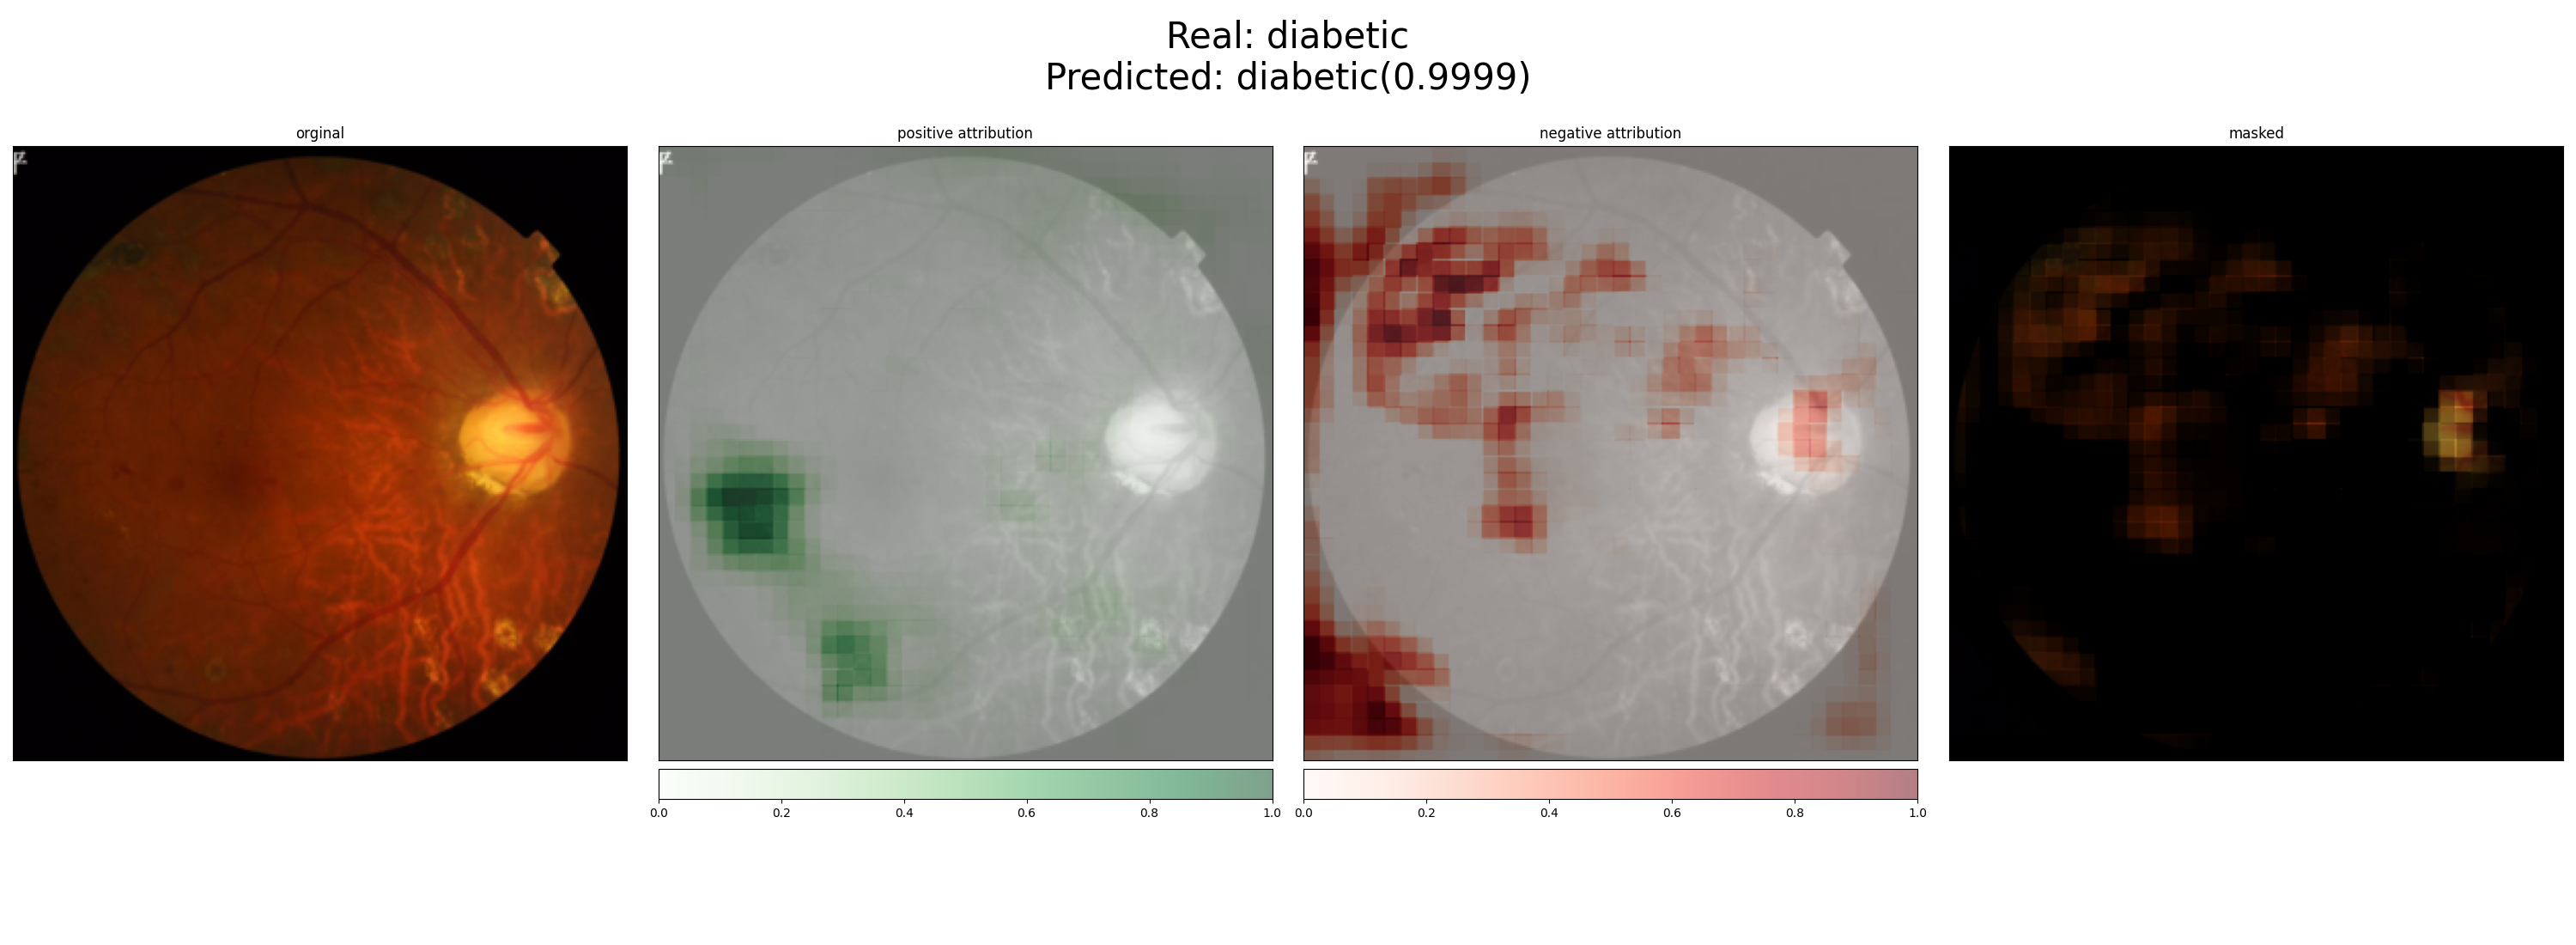 Real: diabetic
Predicted: diabetic(0.9999)
orginal
positive attribution
negative attribution
masked
0.0 0.2 0.4 0.6 0.8 1.0
0.0 0.2 0.4 0.6 0.8 1.0